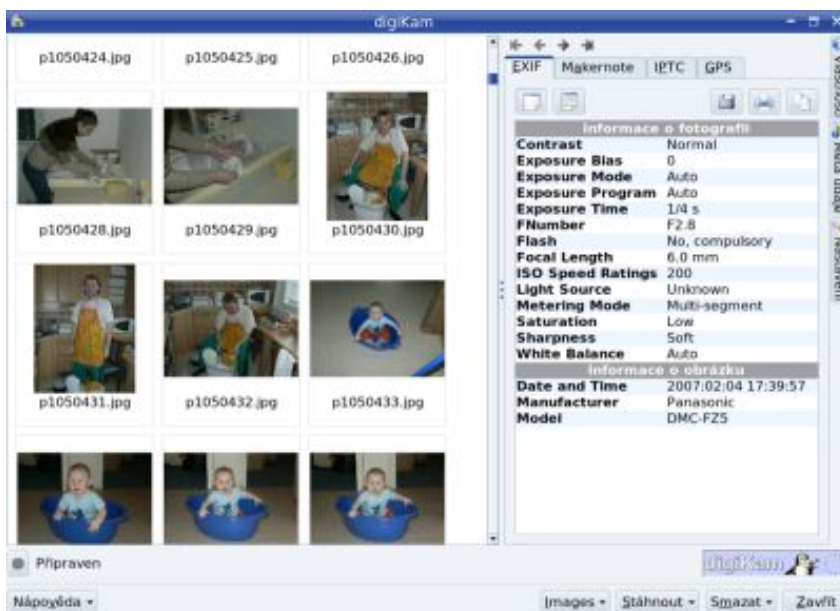 digiKam
p1050424.jpg
p1050425.jpg
p1050426.jpg
p1050428.jpg
p1050429.jpg
p1050430.jpg
p1050431.jpg
p1050432.jpg
p1050433.jpg
EXIF Makernote IPTC GPS
Informace o fotografii
Contrast Normal
Exposure Bias 0
Exposure Mode Auto
Exposure Program Auto
Exposure Time 1/4 s
FNumber F2.8
Flash No, compulsory
Focal Length 6.0 mm
ISO Speed Ratings 200
Light Source Unknown
Metering Mode Multi-segment
Saturation Low
Sharpness Soft
White Balance Auto
Informace o obrázku
Date and Time 2007:02:04 17:39:57
Manufacturer Panasonic
Model DMC-FZ5
Připraven
digiKam
Nápověda
Images
Stáhnout
Smazat
Zavřít